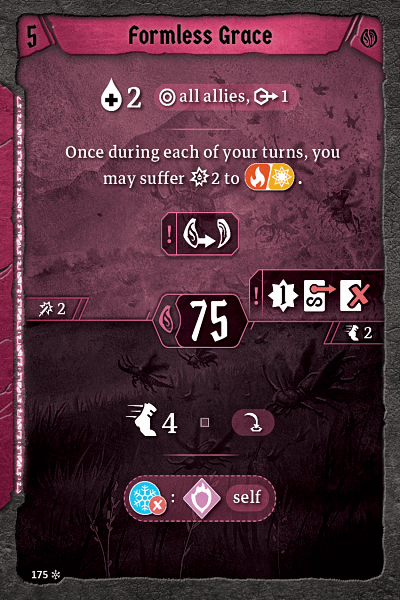 5
Formless Grace
2 all allies, 1
Once during each of your turns, you
may suffer 2 to .
!
! 1
2
75
2
4
: self
175